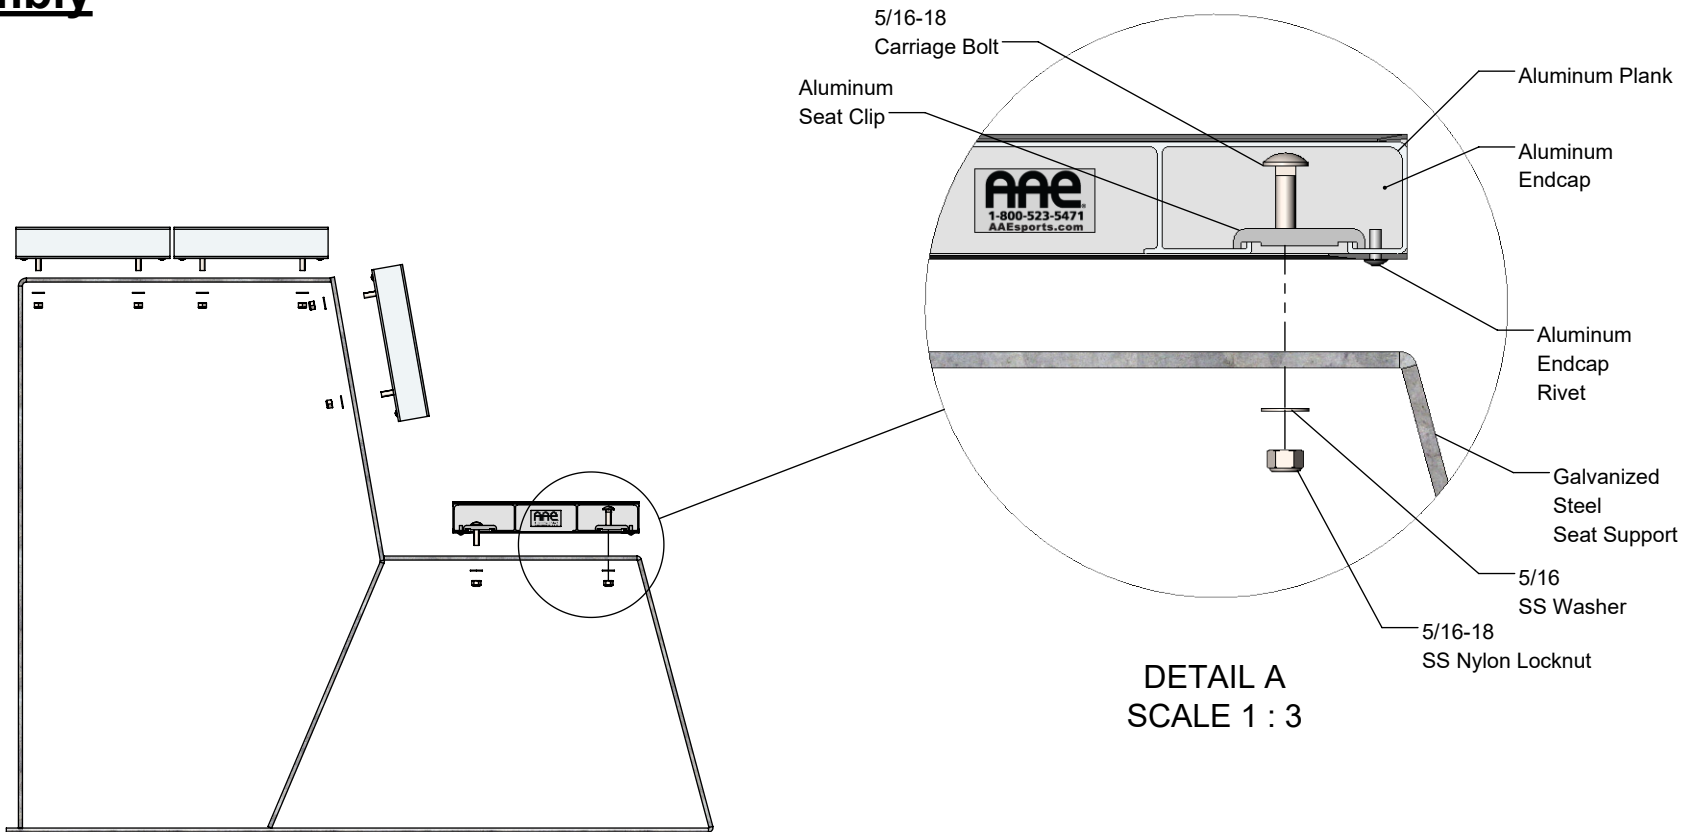 5/16-18
Carriage Bolt
Aluminum
Seat Clip
Aluminum Plank
Aluminum
Endcap
AAE
1-800-523-5471
AAEsports.com
Aluminum
Endcap
Rivet
Galvanized
Steel
Seat Support
5/16
SS Washer
5/16-18
SS Nylon Locknut
DETAIL A
SCALE 1 : 3
AAE